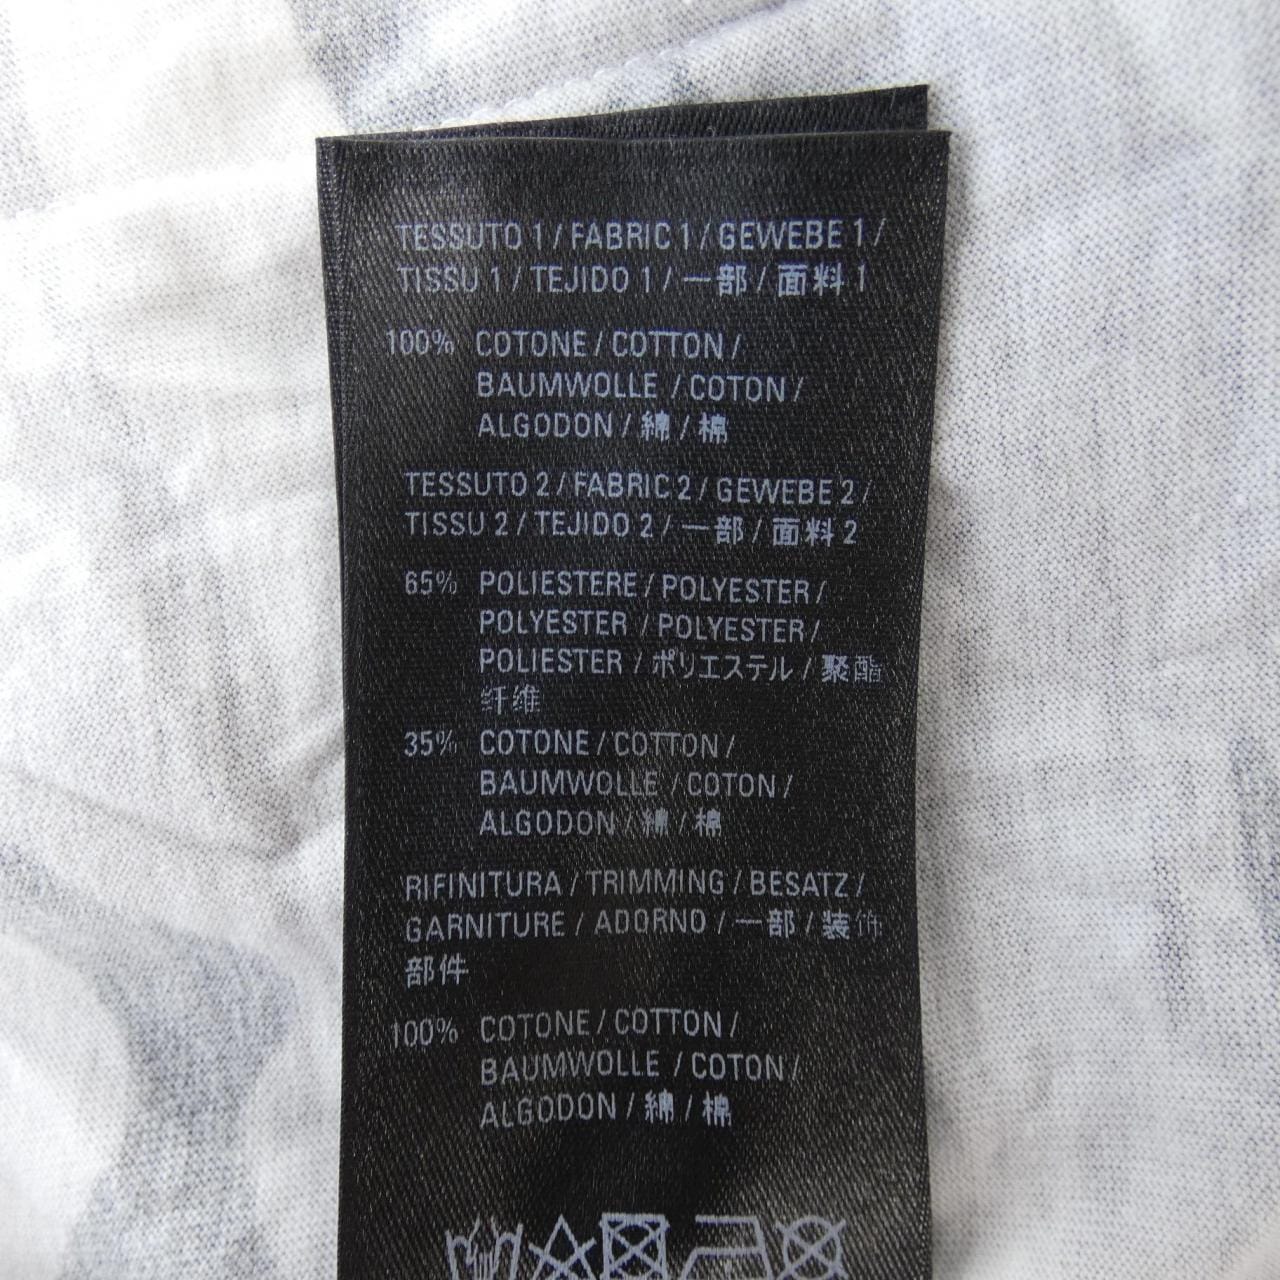 TESSUTO 1 / FABRIC 1 / GEWEBE 1 /
TISSU 1 / TEJIDO 1 / 一部 / 面料 1
100% COTONE / COTTON /
BAUMWOLLE / COTON /
ALGODON / 綿 / 棉
TESSUTO 2 / FABRIC 2 / GEWEBE 2 /
TISSU 2 / TEJIDO 2 / 一部 / 面料 2
65% POLIESTERE / POLYESTER /
POLYESTER / POLYESTER /
POLIESTER / ポリエステル / 聚酯
纤维
35% COTONE / COTTON /
BAUMWOLLE / COTON /
ALGODON / 綿 / 棉
RIFINITURA / TRIMMING / BESATZ /
GARNITURE / ADORNO / 一部 / 装饰
部件
100% COTONE / COTTON /
BAUMWOLLE / COTON /
ALGODON / 綿 / 棉